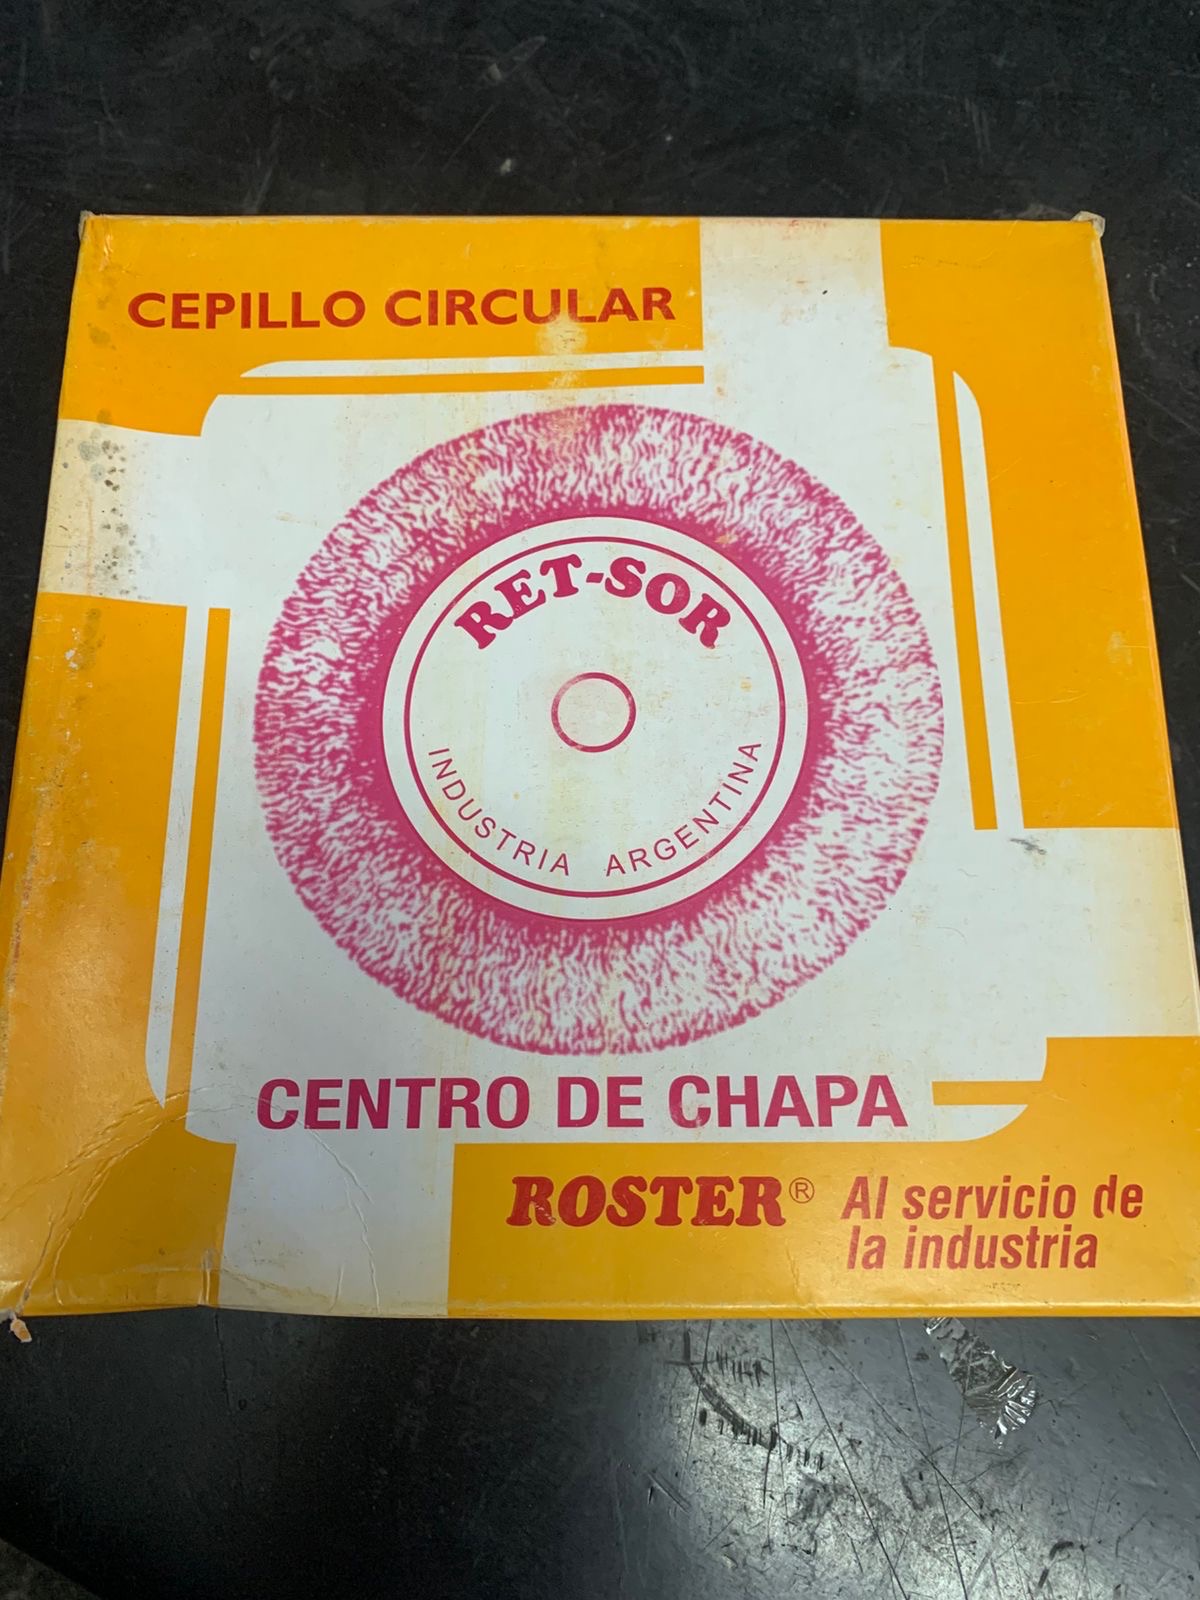 CEPILLO CIRCULAR
RET-SOR
INDUSTRIA ARGENTINA
CENTRO DE CHAPA
ROSTER® Al servicio de
la industria